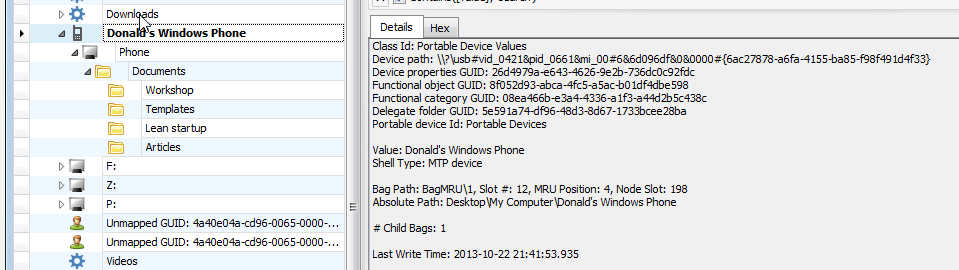 Downloads
Donald's Windows Phone
Phone
Documents
Workshop
Templates
Lean startup
Articles
F:
Z:
P:
Unmapped GUID: 4a40e04a-cd96-0065-0000-...
Unmapped GUID: 4a40e04a-cd96-0065-0000-...
Videos
Details Hex
Class Id: Portable Device Values
Device path: \\?\usb#vid_0421&pid_0661&mi_00#6&6d096df&0&0000#{6ac27878-a6fa-4155-ba85-f98f491d4f33}
Device properties GUID: 26d4979a-e643-4626-9e2b-736dc0c92fdc
Functional object GUID: 8f052d93-abca-4fc5-a5ac-b01df4dbe598
Functional category GUID: 08ea466b-e3a4-4336-a1f3-a44d2b5c438c
Delegate folder GUID: 5e591a74-df96-48d3-8d67-1733bcee28ba
Portable device Id: Portable Devices
Value: Donald's Windows Phone
Shell Type: MTP device
Bag Path: BagMRU\1, Slot #: 12, MRU Position: 4, Node Slot: 198
Absolute Path: Desktop\My Computer\Donald's Windows Phone
# Child Bags: 1
Last Write Time: 2013-10-22 21:41:53.935